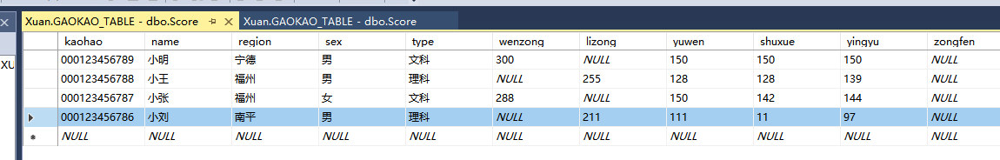 Xuan.GAOKAO_TABLE - dbo.Score Xuan.GAOKAO_TABLE - dbo.Score
kaohao name region sex type wenzong lizong yuwen shuxue yingyu zongfen
XU
000123456789 小明 宁德 男 文科 300 NULL 150 150 150 NULL
000123456788 小王 福州 男 理科 NULL 255 128 128 139 NULL
000123456787 小张 福州 女 文科 288 NULL 150 142 144 NULL
000123456786 小刘 南平 男 理科 NULL 211 111 11 97 NULL
NULL NULL NULL NULL NULL NULL NULL NULL NULL NULL NULL